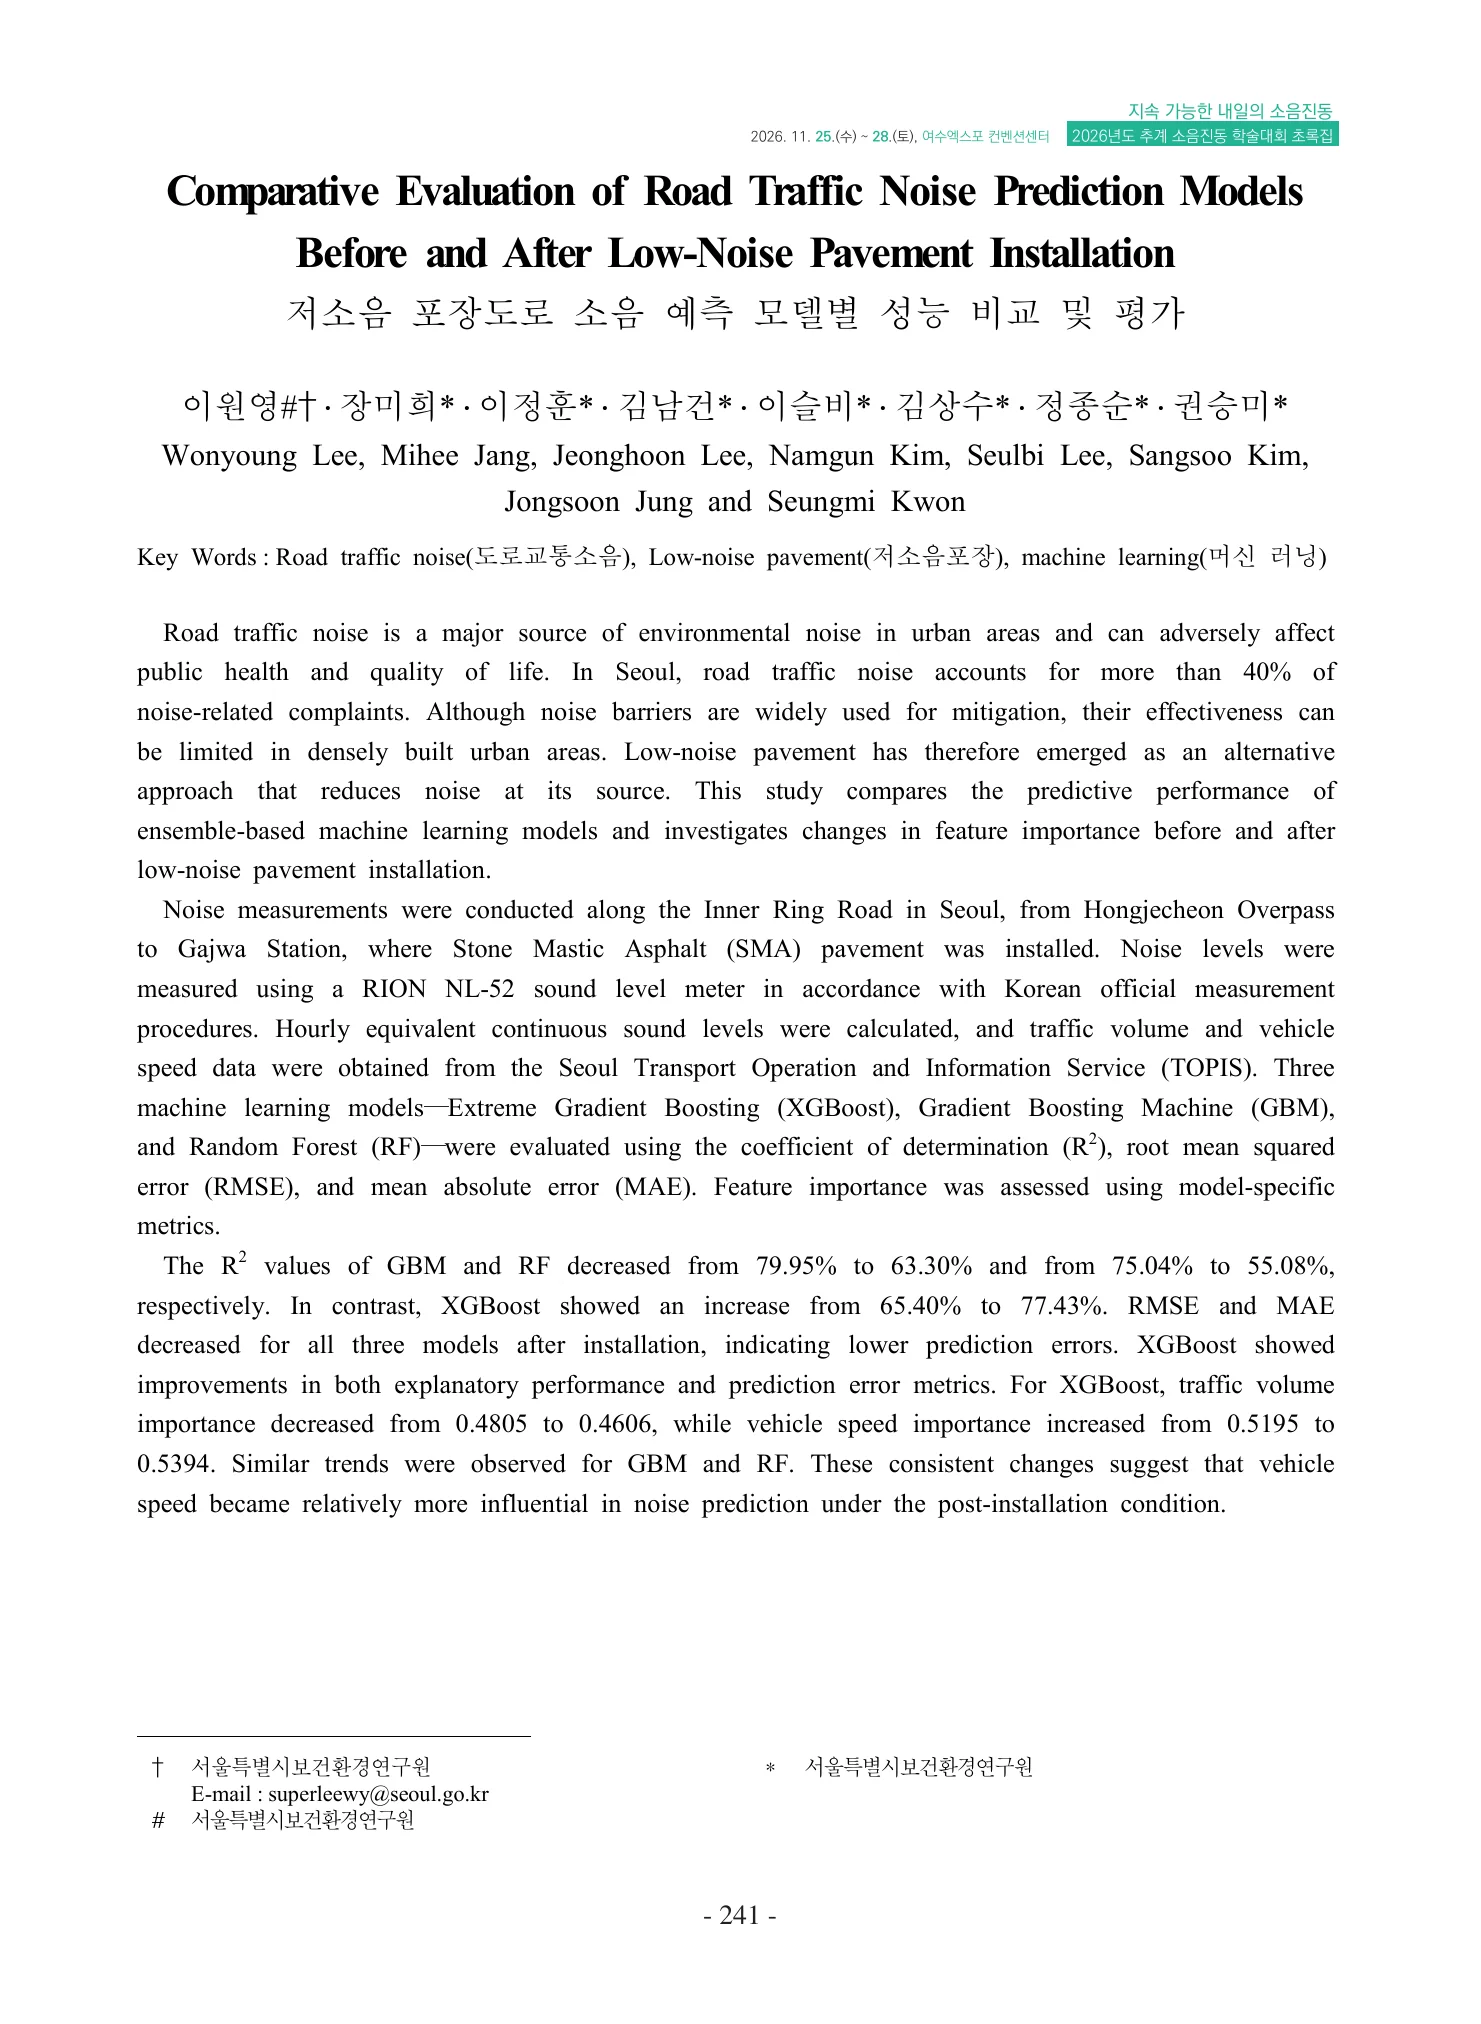 지속 가능한 내일의 소음진동
2026. 11. 25.(수) ~ 28.(토), 여수엑스포 컨벤션센터 2026년도 추계 소음진동 학술대회 초록집
Comparative Evaluation of Road Traffic Noise Prediction Models
Before and After Low-Noise Pavement Installation
저소음 포장도로 소음 예측 모델별 성능 비교 및 평가
이원영#† · 장미희* · 이정훈* · 김남건* · 이슬비* · 김상수* · 정종순* · 권승미*
Wonyoung Lee, Mihee Jang, Jeonghoon Lee, Namgun Kim, Seulbi Lee, Sangsoo Kim,
Jongsoon Jung and Seungmi Kwon
Key Words : Road traffic noise(도로교통소음), Low-noise pavement(저소음포장), machine learning(머신 러닝)
Road traffic noise is a major source of environmental noise in urban areas and can adversely affect
public health and quality of life. In Seoul, road traffic noise accounts for more than 40% of
noise-related complaints. Although noise barriers are widely used for mitigation, their effectiveness can
be limited in densely built urban areas. Low-noise pavement has therefore emerged as an alternative
approach that reduces noise at its source. This study compares the predictive performance of
ensemble-based machine learning models and investigates changes in feature importance before and after
low-noise pavement installation.
Noise measurements were conducted along the Inner Ring Road in Seoul, from Hongjecheon Overpass
to Gajwa Station, where Stone Mastic Asphalt (SMA) pavement was installed. Noise levels were
measured using a RION NL-52 sound level meter in accordance with Korean official measurement
procedures. Hourly equivalent continuous sound levels were calculated, and traffic volume and vehicle
speed data were obtained from the Seoul Transport Operation and Information Service (TOPIS). Three
machine learning models—Extreme Gradient Boosting (XGBoost), Gradient Boosting Machine (GBM),
and Random Forest (RF)—were evaluated using the coefficient of determination (R²), root mean squared
error (RMSE), and mean absolute error (MAE). Feature importance was assessed using model-specific
metrics.
The R² values of GBM and RF decreased from 79.95% to 63.30% and from 75.04% to 55.08%,
respectively. In contrast, XGBoost showed an increase from 65.40% to 77.43%. RMSE and MAE
decreased for all three models after installation, indicating lower prediction errors. XGBoost showed
improvements in both explanatory performance and prediction error metrics. For XGBoost, traffic volume
importance decreased from 0.4805 to 0.4606, while vehicle speed importance increased from 0.5195 to
0.5394. Similar trends were observed for GBM and RF. These consistent changes suggest that vehicle
speed became relatively more influential in noise prediction under the post-installation condition.
† 서울특별시보건환경연구원
E-mail : superleewy@seoul.go.kr
# 서울특별시보건환경연구원
* 서울특별시보건환경연구원
- 241 -